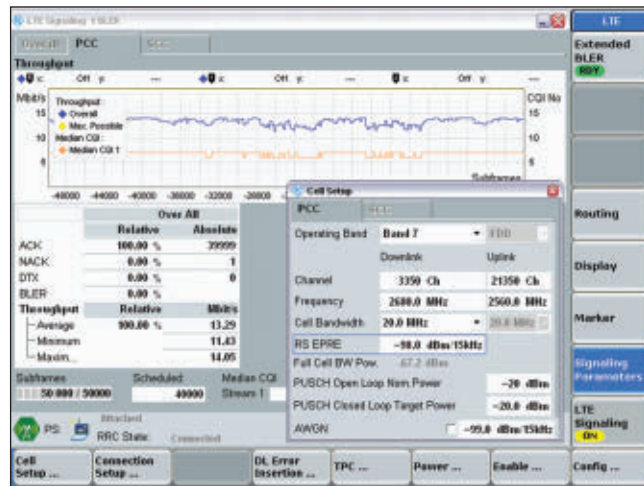 LTE Signaling 1 BLER
LTE
Overall PCC SCC
Extended BLER
RDY
Throughput
x: Off y: --- x: Off y: --- x: Off y: ---
Mbit/s
CQI No
Throughput
Overall
Max. Possible
Median CQI
Median CQI 1
15
10
5
15
10
5
Subframes
-48000 -44000 -40000 -36000 -32000 -28000
Over All
Relative Absolute
ACK 100.00 % 39999
NACK 0.00 % 1
DTX 0.00 % 0
BLER 0.00 %
Throughput Relative Mbit/s
Average 100.00 % 13.29
Minimum 11.43
Maxim... 14.05
Subframes Scheduled Median CQI
50 000 / 50000 40000 Stream 1
PS: Attached
RRC State: Connected
Cell Setup
PCC SCC
Operating Band Band 7 FDD
Downlink Uplink
Channel 3350 Ch 21350 Ch
Frequency 2680.0 MHz 2560.0 MHz
Cell Bandwidth 20.0 MHz 20.0 MHz
RS EPRE -98.0 dBm/15kHz
Full Cell BW Pow. -67.2 dBm
PUSCH Open Loop Nom.Power -20 dBm
PUSCH Closed Loop Target Power -20.0 dBm
AWGN -99.0 dBm/15kHz
Routing
Display
Marker
Signaling Parameters
LTE Signaling
ON
Cell Setup ...
Connection Setup ...
DL Error Insertion ...
TPC ...
Power ...
Enable ...
Config ...